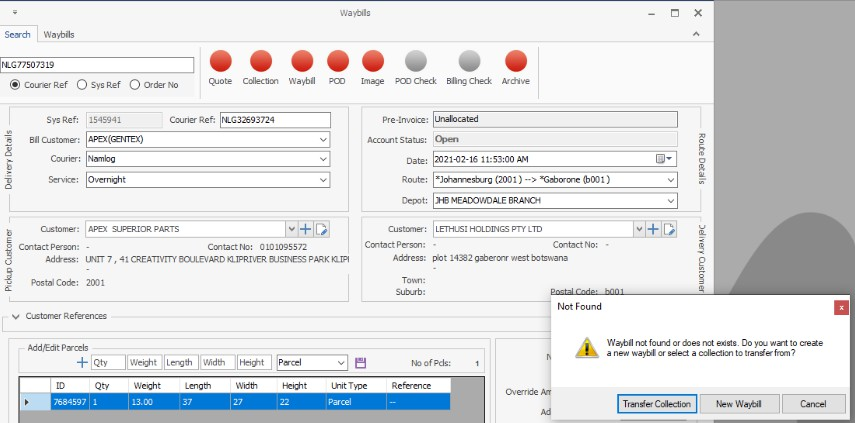 Waybills
Search Waybills
NLG77507319
Courier Ref Sys Ref Order No
Quote Collection Waybill POD Image POD Check Billing Check Archive
Delivery Details
Sys Ref: 1545941 Courier Ref: NLG32693724
Bill Customer: APEX(GENTEX)
Courier: Namlog
Service: Overnight
Route Details
Pre-Invoice: Unallocated
Account Status: Open
Date: 2021-02-16 11:53:00 AM
Route: *Johannesburg (2001 ) --> *Gaborone (b001 )
Depot: JHB MEADOWDALE BRANCH
Pickup Customer
Customer: APEX SUPERIOR PARTS
Contact Person: - Contact No: 0101095572
Address: UNIT 7 , 41 CREATIVITY BOULEVARD KLIPRIVER BUSINESS PARK KLIPI
-
Postal Code: 2001
Delivery Customer
Customer: LETHUSI HOLDINGS PTY LTD
Contact Person: - Contact No: -
Address: plot 14382 gaberonr west botswana
-
Town:
Suburb: Postal Code: b001
Customer References
Add/Edit Parcels
Qty Weight Length Width Height Parcel No of Pcls: 1
ID Qty Weight Length Width Height Unit Type Reference
7684597 1 13.00 37 27 22 Parcel --
N
Override Am
Ad
Not Found
x
Waybill not found or does not exists. Do you want to create
a new waybill or select a collection to transfer from?
Transfer Collection New Waybill Cancel